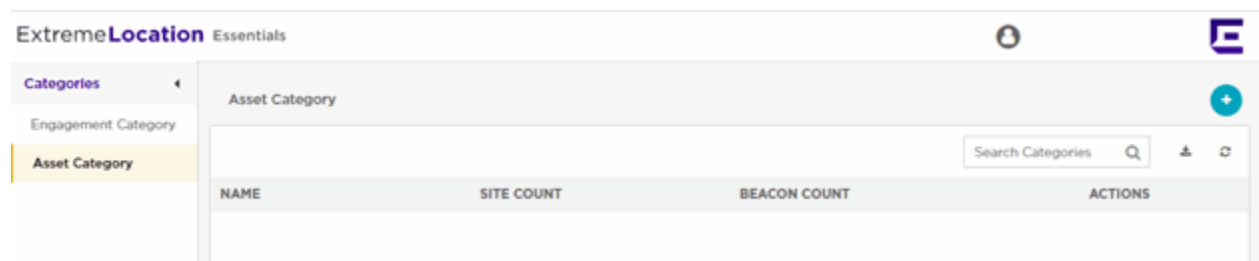 ExtremeLocation Essentials
Categories
Asset Category
Engagement Category
Asset Category
Search Categories
NAME SITE COUNT BEACON COUNT ACTIONS